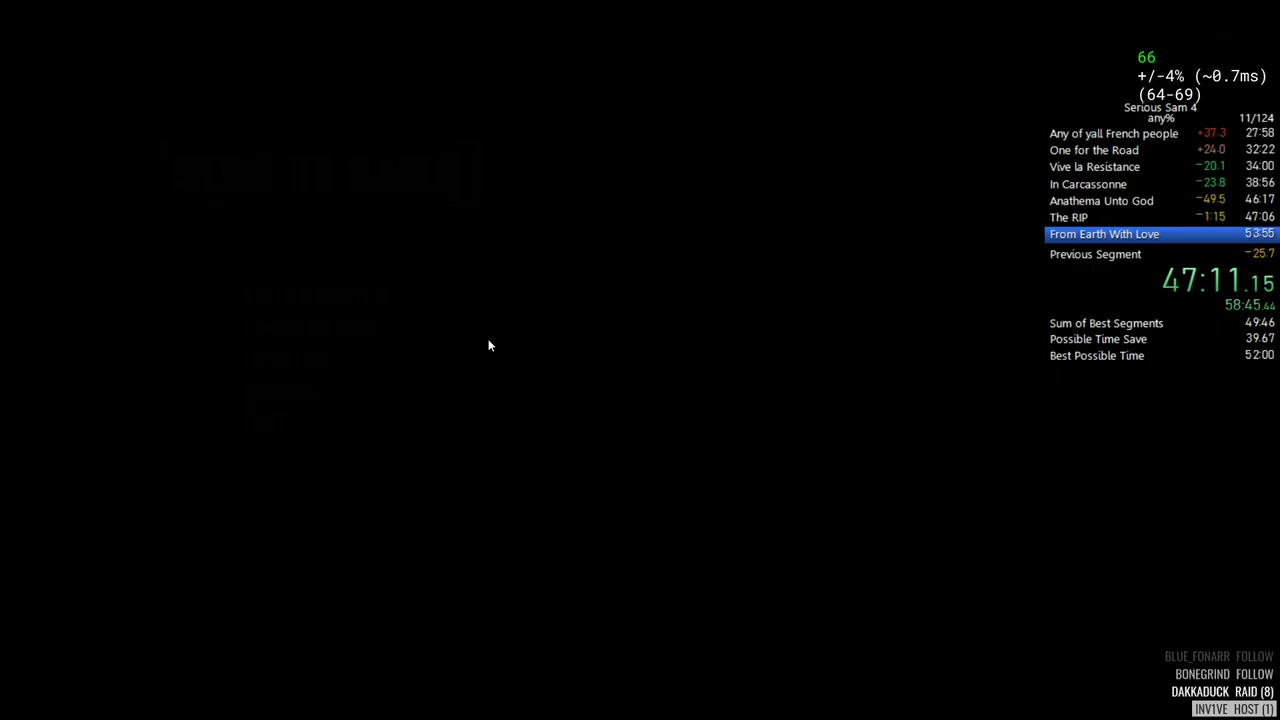 66
+/-4% (~0.7ms)
(64-69)
Serious Sam 4
any% 11/124
Any of yall French people +37.3 27:58
One for the Road +24.0 32:22
Vive la Resistance −20.1 34:00
In Carcassonne −23.8 38:56
Anathema Unto God −49.5 46:17
The RIP −1:15 47:06
From Earth With Love 53:55
Previous Segment −25.7
47:11.15
58:45.44
Sum of Best Segments 49:46
Possible Time Save 39.67
Best Possible Time 52:00
BLUE_FONARR FOLLOW
BONEGRIND FOLLOW
DAKKADUCK RAID (8)
INV1VE HOST (1)